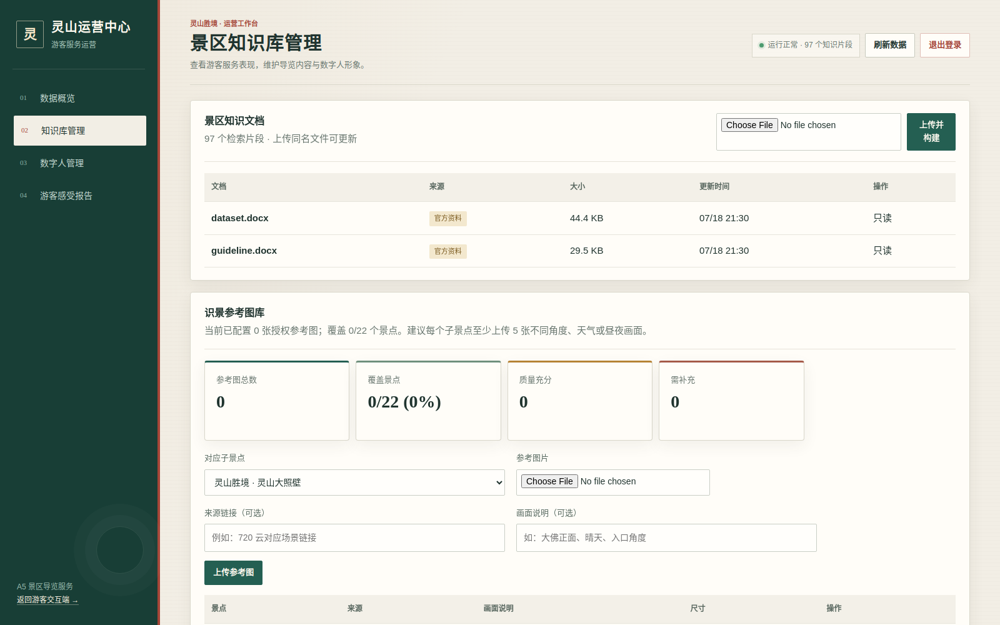 灵
灵山运营中心
游客服务运营
01 数据概览
02 知识库管理
03 数字人管理
04 游客感受报告
A5 景区导览服务
返回游客交互端 →
灵山胜境 · 运营工作台
景区知识库管理
查看游客服务表现，维护导览内容与数字人形象。
运行正常 · 97 个知识片段
刷新数据
退出登录
景区知识文档
97 个检索片段 · 上传同名文件可更新
Choose File No file chosen
上传并
构建
文档 来源 大小 更新时间 操作
dataset.docx 官方资料 44.4 KB 07/18 21:30 只读
guideline.docx 官方资料 29.5 KB 07/18 21:30 只读
识景参考图库
当前已配置 0 张授权参考图；覆盖 0/22 个景点。建议每个子景点至少上传 5 张不同角度、天气或昼夜画面。
参考图总数 覆盖景点 质量充分 需补充
0 0/22 (0%) 0 0
对应子景点 参考图片
灵山胜境 · 灵山大照壁 Choose File No file chosen
来源链接（可选） 画面说明（可选）
例如：720 云对应场景链接 如：大佛正面、晴天、入口角度
上传参考图
景点 来源 画面说明 尺寸 操作